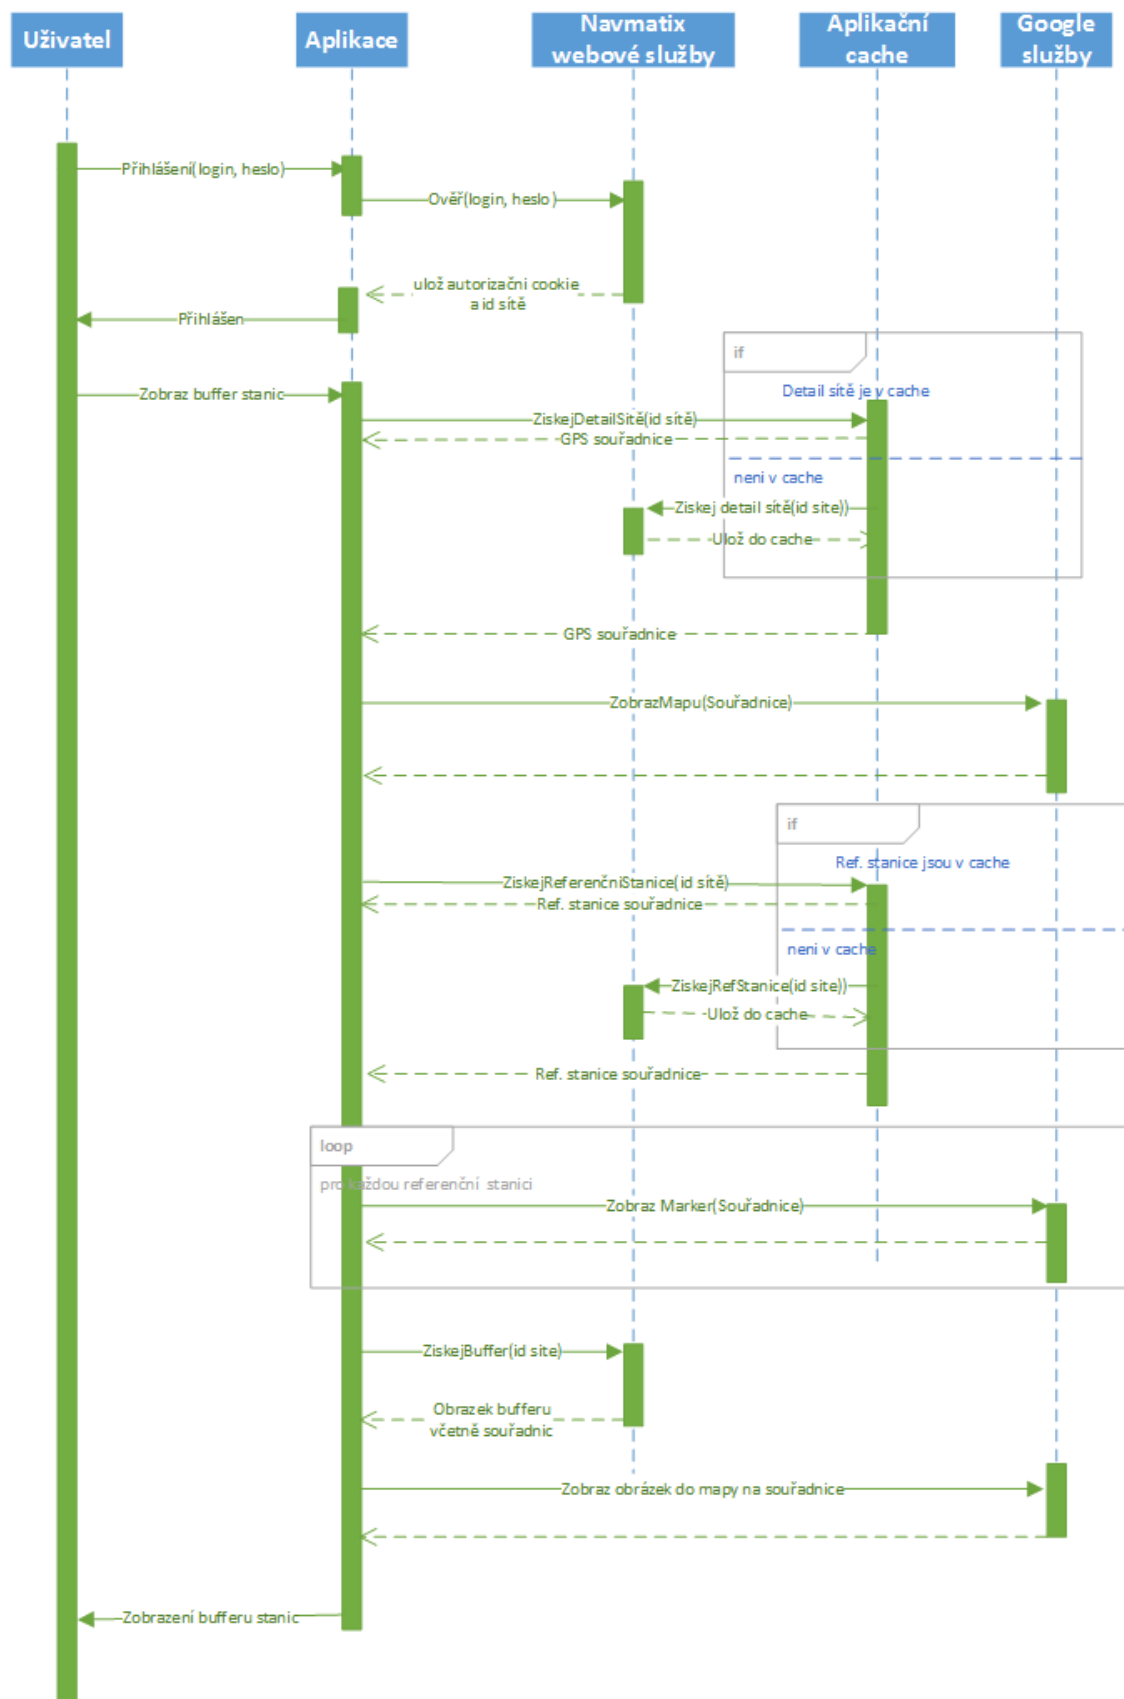 Uživatel
Aplikace
Navmatix
webové služby
Aplikační
cache
Google
služby
Přihlášení(login, heslo)
Ověř(login, heslo)
ulož autorizační cookie
a id sítě
Přihlášen
if
Detail sítě je v cache
Zobraz buffer stanic
ZiskejDetailSítě(id sítě)
GPS souřadnice
neni v cache
Ziskej detail sítě(id site))
Ulož do cache
GPS souřadnice
ZobrazMapu(Souřadnice)
if
Ref. stanice jsou v cache
ZiskejReferenčniStanice(id sítě)
Ref. stanice souřadnice
neni v cache
ZiskejRefStanice(id site))
Ulož do cache
Ref. stanice souřadnice
loop
pro každou referenční stanici
Zobraz Marker(Souřadnice)
ZiskejBuffer(id site)
Obrazek bufferu
včetně souřadnic
Zobraz obrázek do mapy na souřadnice
Zobrazení bufferu stanic